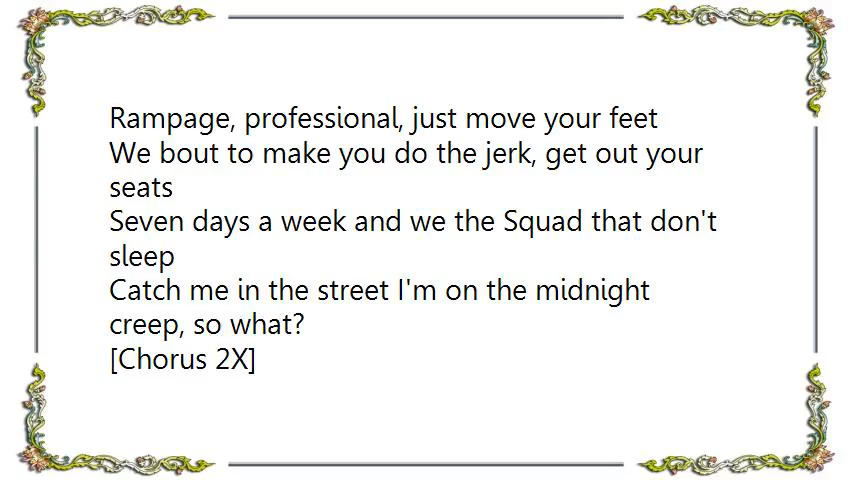 Rampage, professional, just move your feet
We bout to make you do the jerk, get out your
seats
Seven days a week and we the Squad that don't
sleep
Catch me in the street I'm on the midnight
creep, so what?
[Chorus 2X]